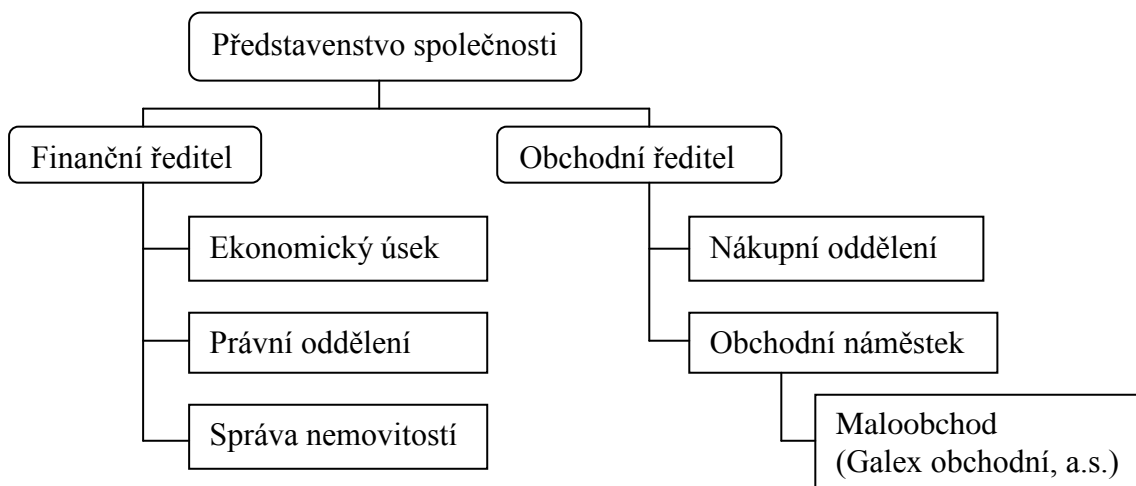 Představenstvo společnosti
Finanční ředitel
Obchodní ředitel
Ekonomický úsek
Nákupní oddělení
Právní oddělení
Obchodní náměstek
Správa nemovitostí
Maloobchod
(Galex obchodní, a.s.)